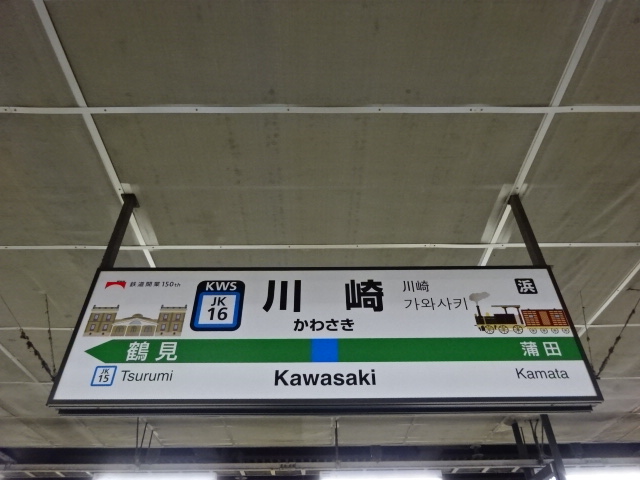 鉄道開業150th
KWS
JK
16
川崎
かわさき
川崎
가와사키
浜
鶴見
蒲田
JK
15
Tsurumi
Kawasaki
Kamata